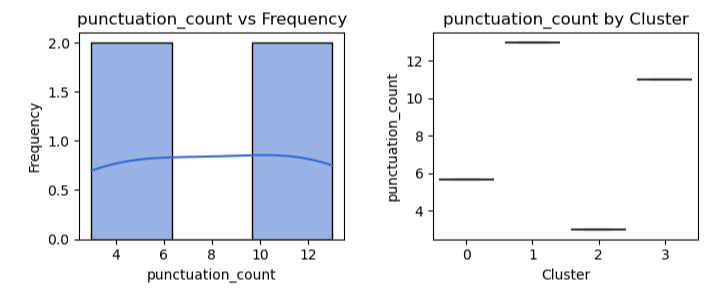 punctuation_count vs Frequency
2.0
1.5
1.0
0.5
0.0
Frequency
4 6 8 10 12
punctuation_count
punctuation_count by Cluster
12
10
8
6
4
punctuation_count
0 1 2 3
Cluster